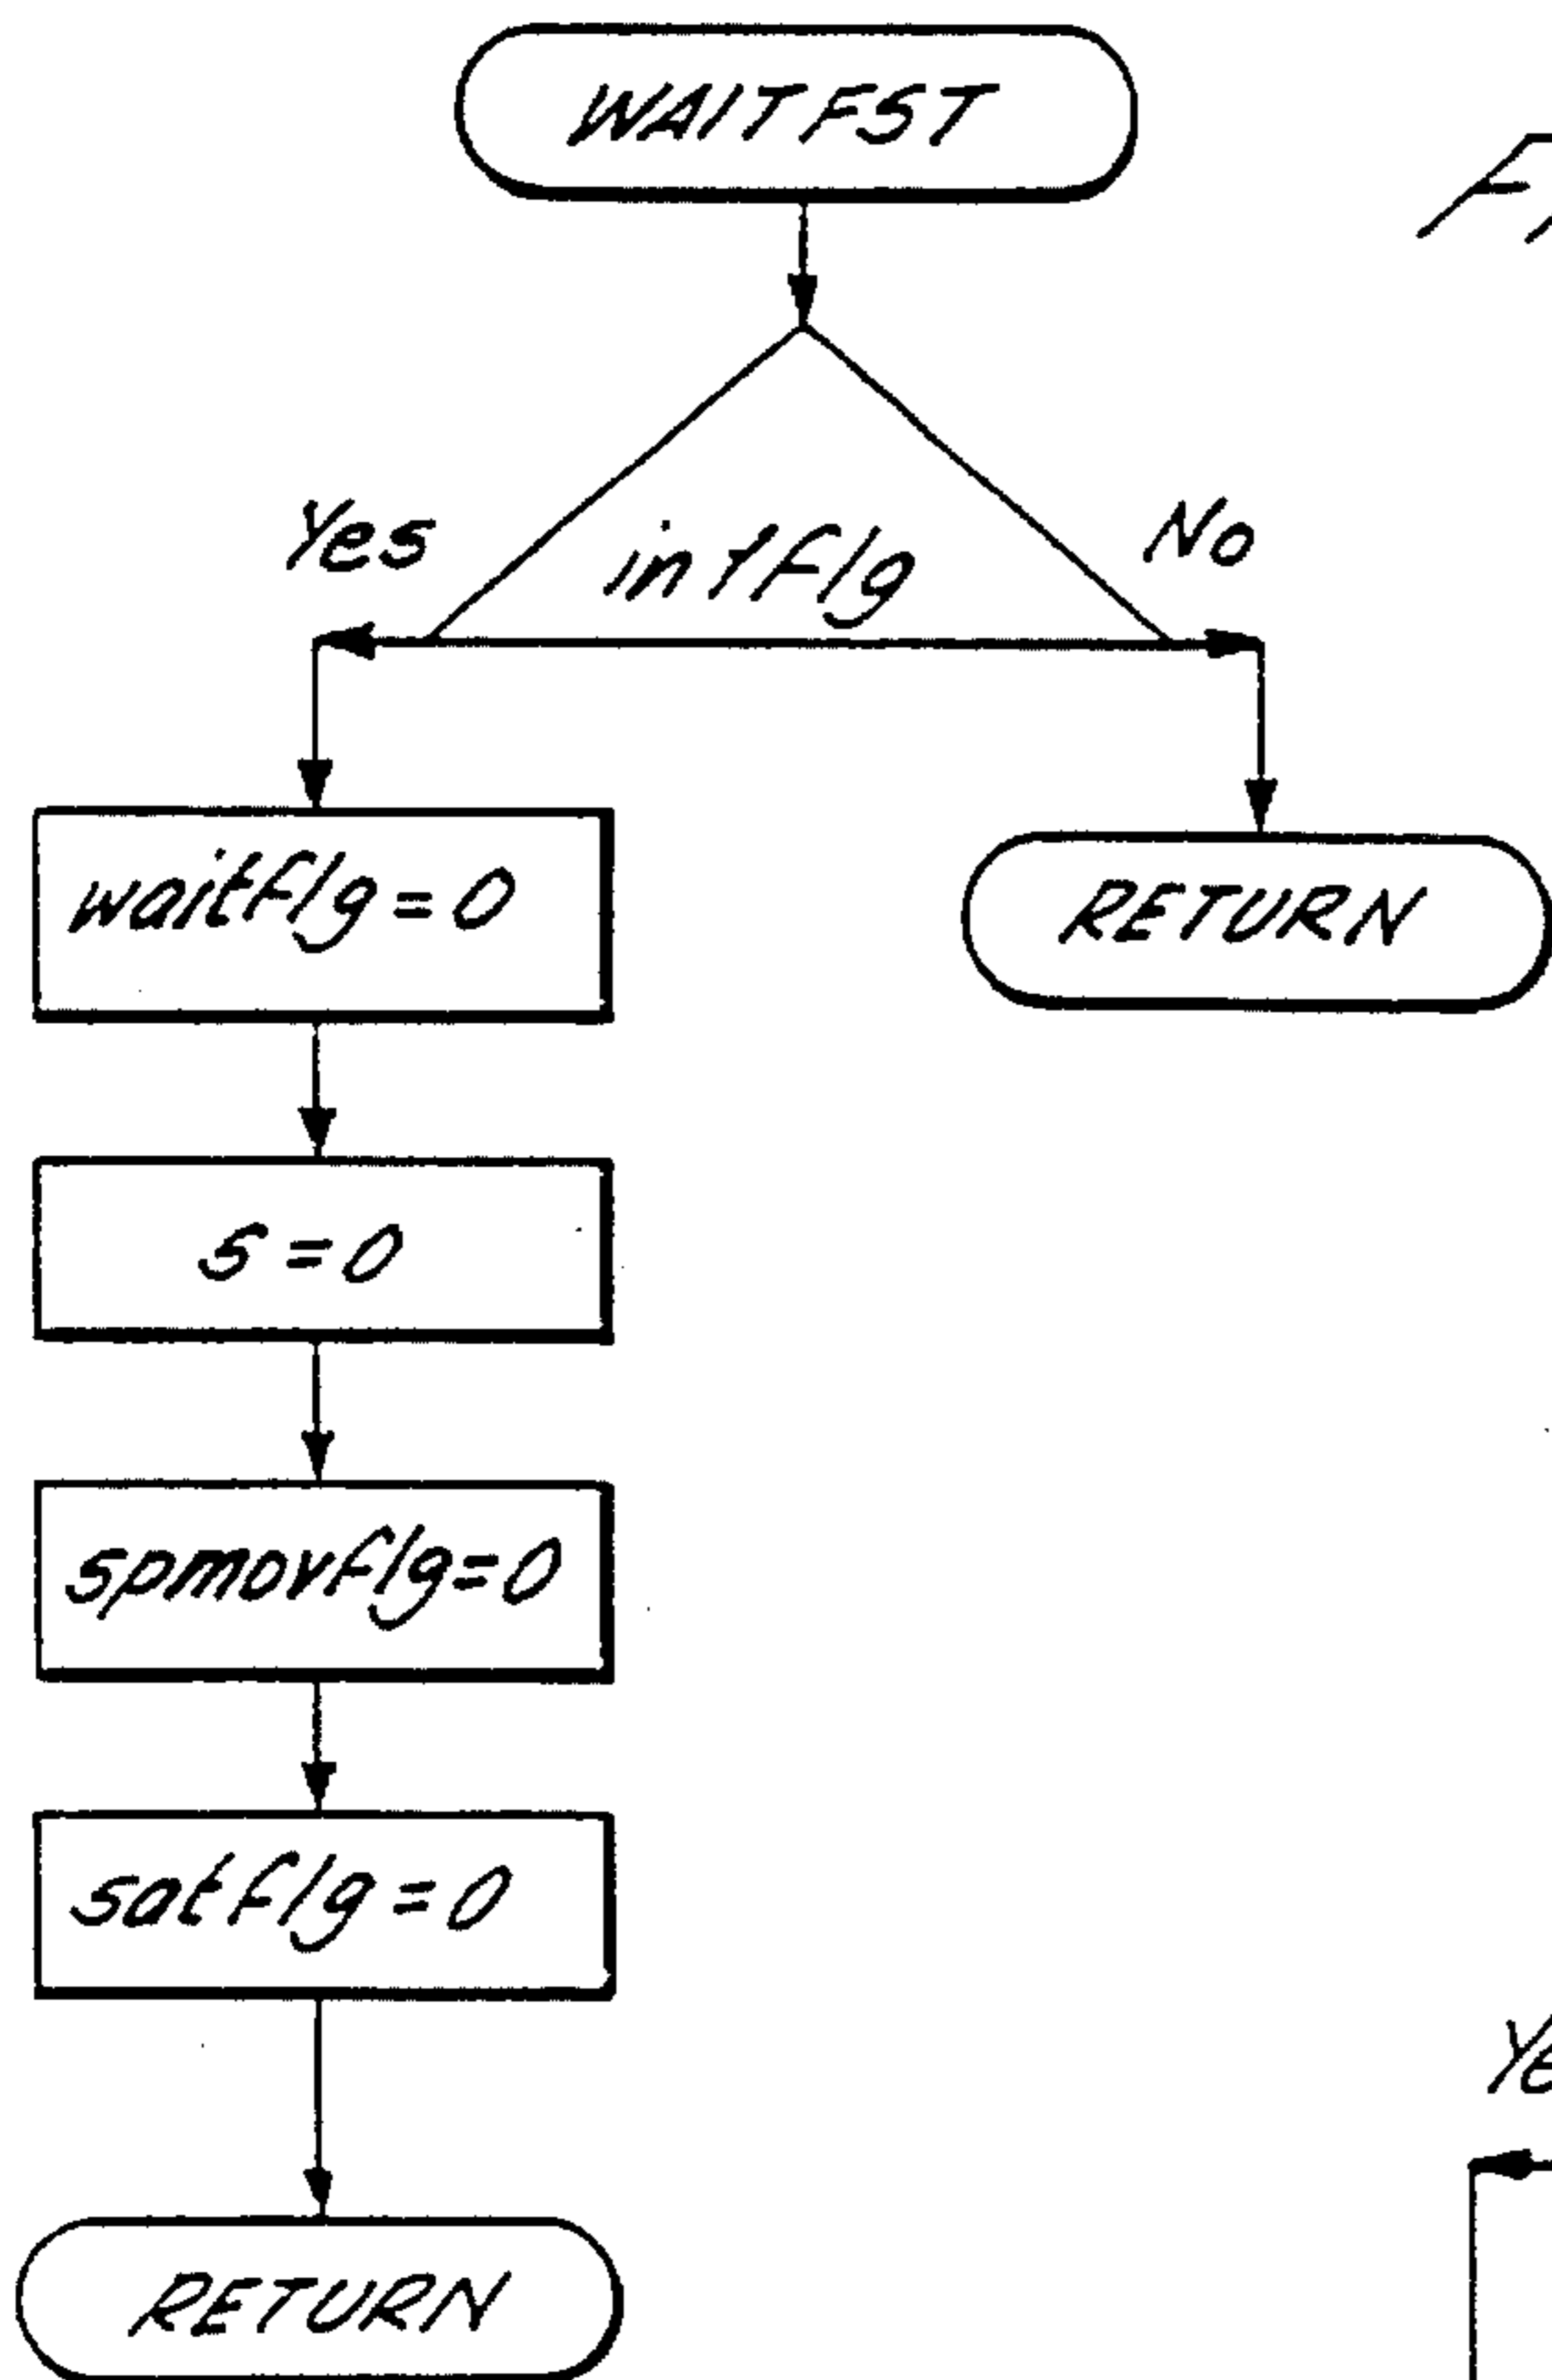 WAITFST
Yes
intflg
No
waitflg=0
RETURN
s=0
spmovflg=0
satflg=0
RETURN